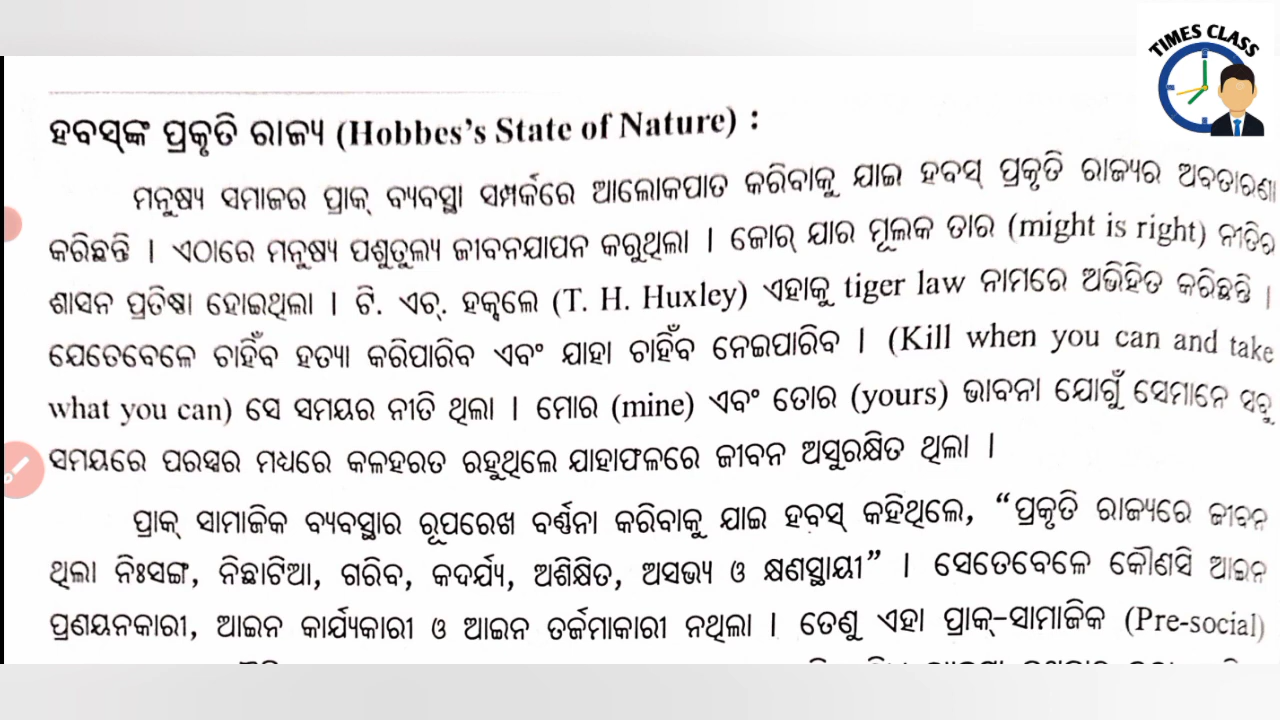 TIMES CLASS
ହବସ୍‌ଙ୍କ ପ୍ରକୃତି ରାଜ୍ୟ (Hobbes's State of Nature) :
ମନୁଷ୍ୟ ସମାଜର ପ୍ରାକ୍ ବ୍ୟବସ୍ଥା ସମ୍ପର୍କରେ ଆଲୋକପାତ କରିବାକୁ ଯାଇ ହବସ୍ ପ୍ରକୃତି ରାଜ୍ୟର ଅବତାରଣା
କରିଛନ୍ତି । ଏଠାରେ ମନୁଷ୍ୟ ପଶୁତୁଲ୍ୟ ଜୀବନଯାପନ କରୁଥିଲା । ଜୋର୍ ଯାର ମୂଲକ ତାର (might is right) ନୀତିର
ଶାସନ ପ୍ରତିଷ୍ଠା ହୋଇଥିଲା । ଟି. ଏଚ୍. ହକ୍ସଲେ (T. H. Huxley) ଏହାକୁ tiger law ନାମରେ ଅଭିହିତ କରିଛନ୍ତି ।
ଯେତେବେଳେ ଚାହିଁବ ହତ୍ୟା କରିପାରିବ ଏବଂ ଯାହା ଚାହିଁବ ନେଇପାରିବ । (Kill when you can and take
what you can) ସେ ସମୟର ନୀତି ଥିଲା । ମୋର (mine) ଏବଂ ତୋର (yours) ଭାବନା ଯୋଗୁଁ ସେମାନେ ସବୁ
ସମୟରେ ପରସ୍ପର ମଧ୍ୟରେ କଳହରତ ରହୁଥିଲେ ଯାହାଫଳରେ ଜୀବନ ଅସୁରକ୍ଷିତ ଥିଲା ।
ପ୍ରାକ୍ ସାମାଜିକ ବ୍ୟବସ୍ଥାର ରୂପରେଖ ବର୍ଣ୍ଣନା କରିବାକୁ ଯାଇ ହବସ୍ କହିଥିଲେ, “ପ୍ରକୃତି ରାଜ୍ୟରେ ଜୀବନ
ଥିଲା ନିଃସଙ୍ଗ, ନିଛାଟିଆ, ଗରିବ, କଦର୍ଯ୍ୟ, ଅଶିକ୍ଷିତ, ଅସଭ୍ୟ ଓ କ୍ଷଣସ୍ଥାୟୀ” । ସେତେବେଳେ କୌଣସି ଆଇନ
ପ୍ରଣୟନକାରୀ, ଆଇନ କାର୍ଯ୍ୟକାରୀ ଓ ଆଇନ ତର୍ଜମାକାରୀ ନଥିଲା । ତେଣୁ ଏହା ପ୍ରାକ୍-ସାମାଜିକ (Pre-social)